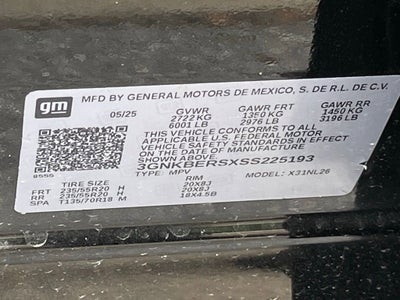 gm
MFD BY GENERAL MOTORS DE MEXICO, S. DE R.L. DE C.V.
05/25 GVWR GAWR FRT GAWR RR
2722 KG 1350 KG 1450 KG
6001 LB 2976 LB 3196 LB
THIS VEHICLE CONFORMS TO ALL
APPLICABLE U.S. FEDERAL MOTOR
VEHICLE SAFETY STANDARDS IN EFFECT
ON THE DATE OF MANUFACTURE
SHOWN ABOVE
3GNKBERSXSS225193
TYPE: MPV MODEL: X31NL26
TIRE SIZE RIM
FRT 235/55R20 H 20X8J
RR 235/55R20 H 20X8J
SPA T135/70R18 M 18X4.5B